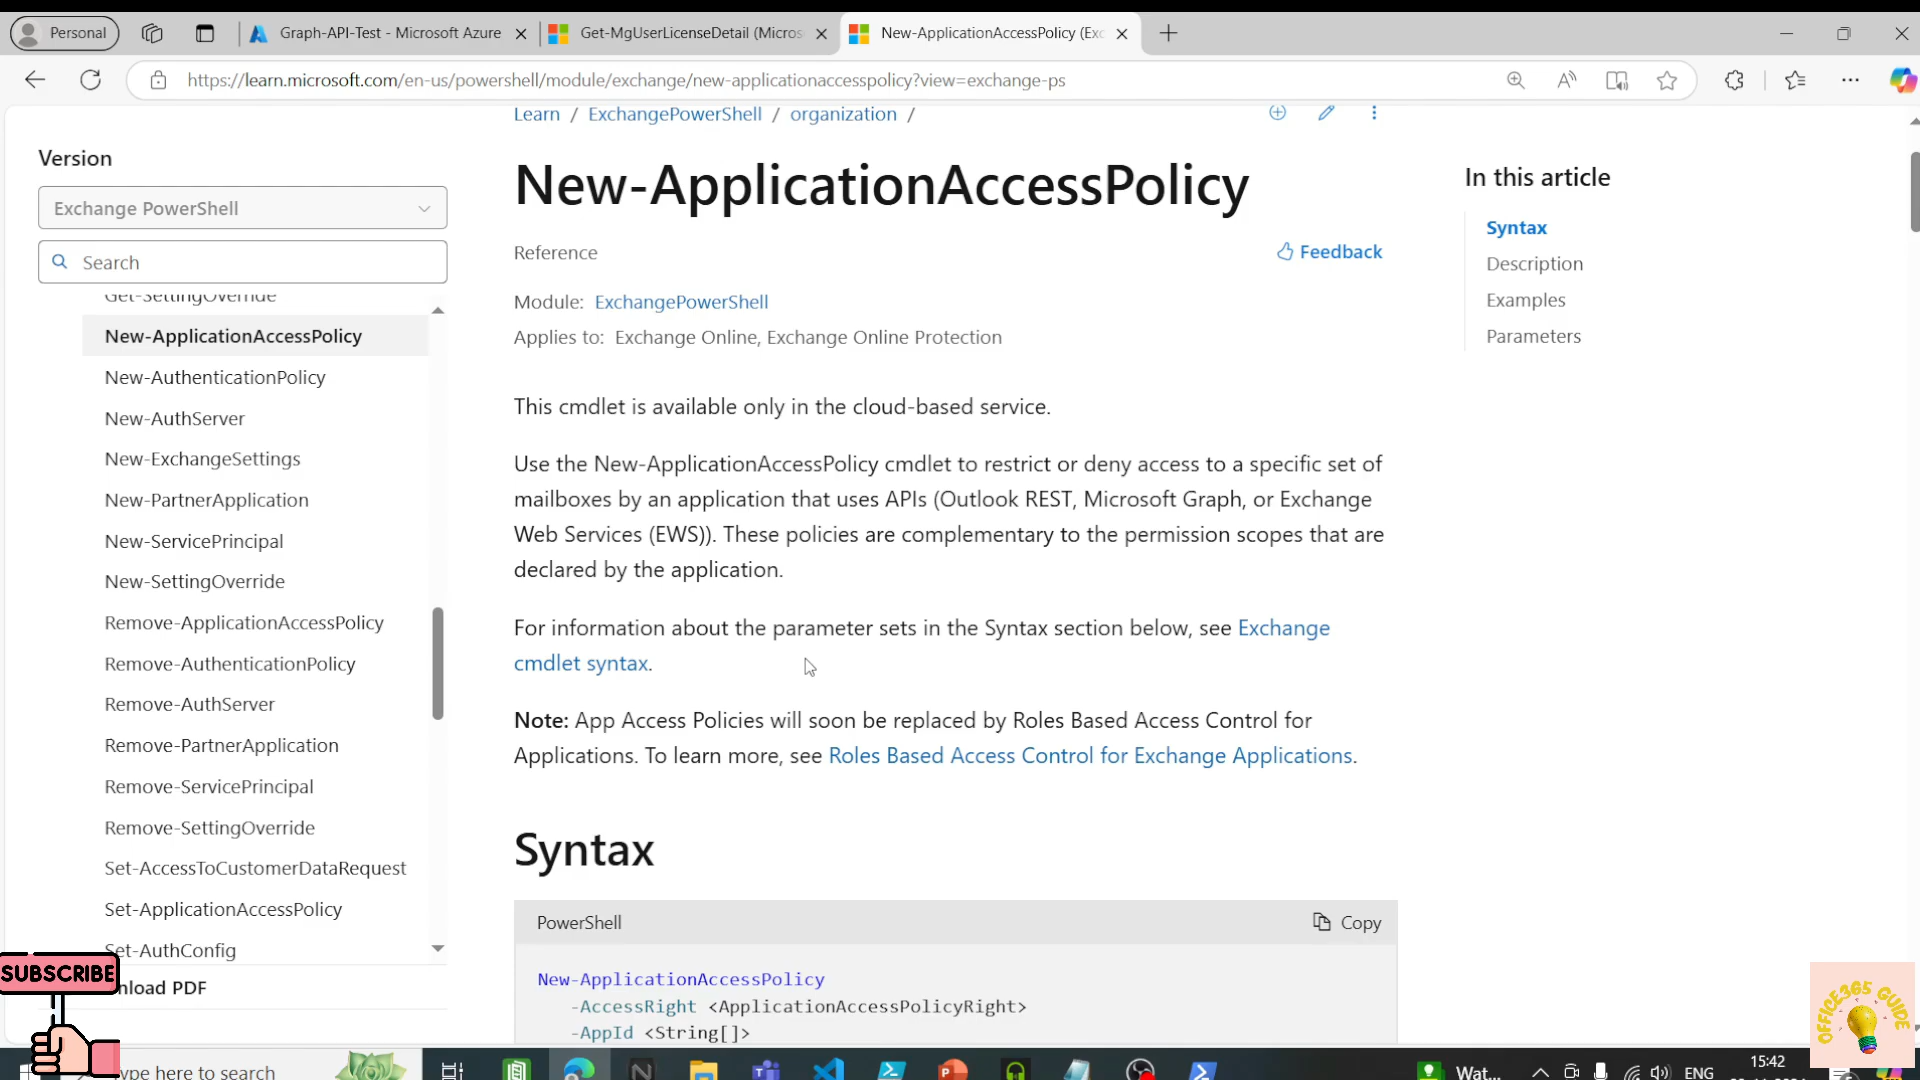 Personal
Graph-API-Test - Microsoft Azure
Get-MgUserLicenseDetail (Micros
New-ApplicationAccessPolicy (Exc
https://learn.microsoft.com/en-us/powershell/module/exchange/new-applicationaccesspolicy?view=exchange-ps
Learn / ExchangePowerShell / organization /
Version
Exchange PowerShell
Search
Get-SettingOverride
New-ApplicationAccessPolicy
New-AuthenticationPolicy
New-AuthServer
New-ExchangeSettings
New-PartnerApplication
New-ServicePrincipal
New-SettingOverride
Remove-ApplicationAccessPolicy
Remove-AuthenticationPolicy
Remove-AuthServer
Remove-PartnerApplication
Remove-ServicePrincipal
Remove-SettingOverride
Set-AccessToCustomerDataRequest
Set-ApplicationAccessPolicy
Set-AuthConfig
nload PDF
SUBSCRIBE
New-ApplicationAccessPolicy
Reference
Feedback
Module: ExchangePowerShell
Applies to: Exchange Online, Exchange Online Protection
This cmdlet is available only in the cloud-based service.
Use the New-ApplicationAccessPolicy cmdlet to restrict or deny access to a specific set of
mailboxes by an application that uses APIs (Outlook REST, Microsoft Graph, or Exchange
Web Services (EWS)). These policies are complementary to the permission scopes that are
declared by the application.
For information about the parameter sets in the Syntax section below, see Exchange
cmdlet syntax.
Note: App Access Policies will soon be replaced by Roles Based Access Control for
Applications. To learn more, see Roles Based Access Control for Exchange Applications.
Syntax
PowerShell
Copy
New-ApplicationAccessPolicy
-AccessRight <ApplicationAccessPolicyRight>
-AppId <String[]>
In this article
Syntax
Description
Examples
Parameters
OFFICE365 GUIDE
ype here to search
Wat...
ENG
15:42